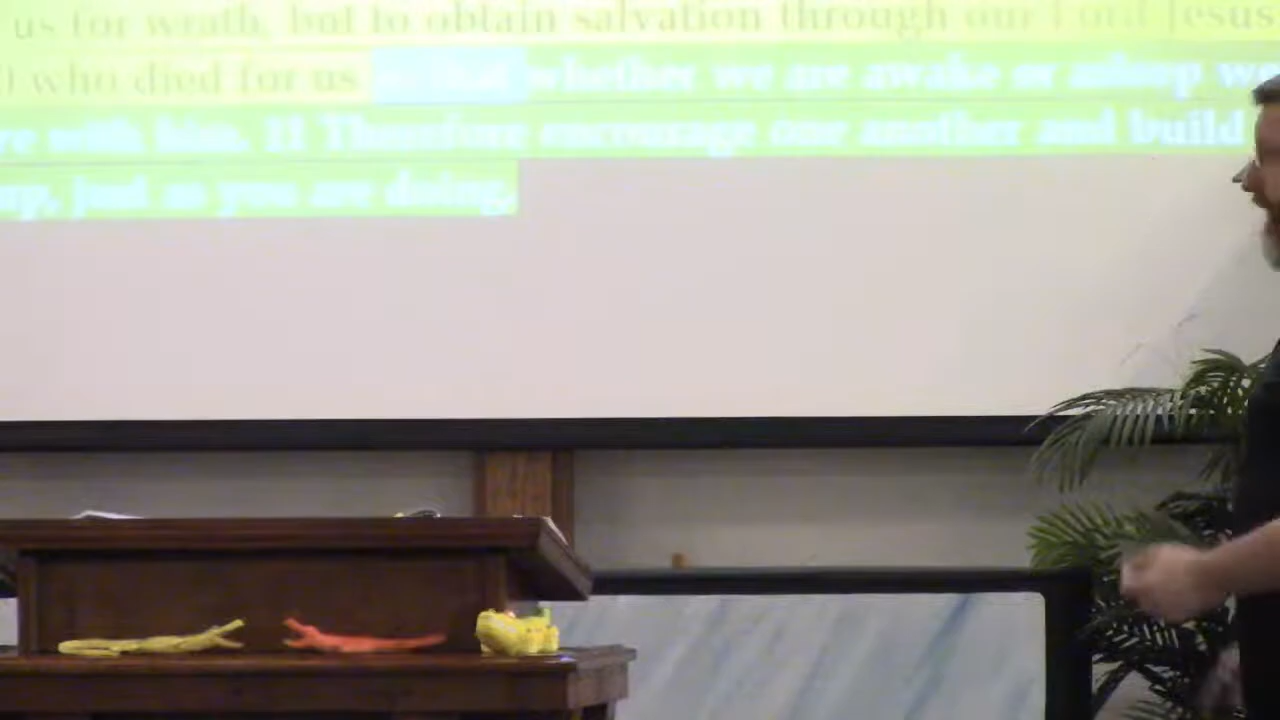 us for wrath, but to obtain salvation through our Lord Jesus
) who died for us so that whether we are awake or asleep we
re with him. 11 Therefore encourage one another and build
up, just as you are doing.